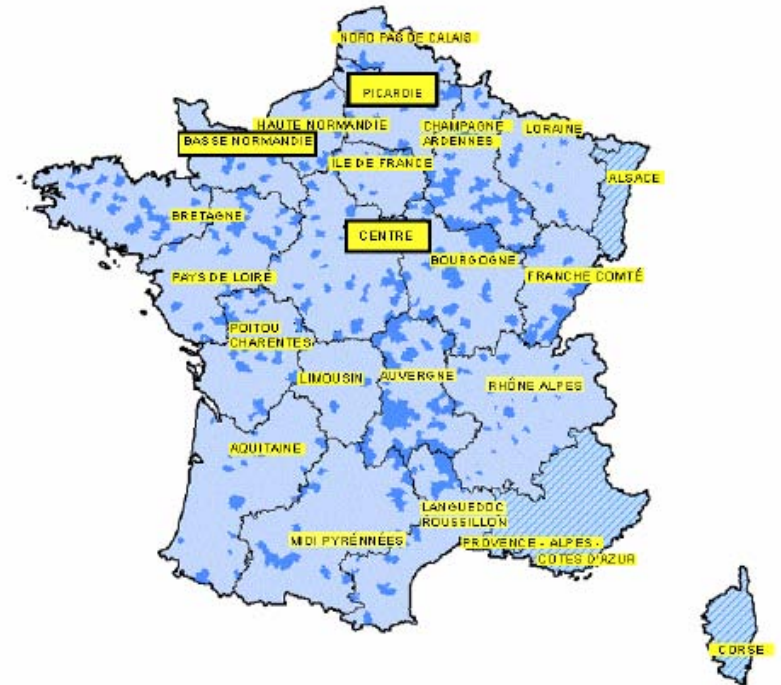 NORD PAS DE CALAIS
PICARDIE
HAUTE NORMANDIE
CHAMPAGNE
ARDENNES
LORAINE
BASSE NORMANDIE
ILE DE FRANCE
ALSACE
BRETAGNE
CENTRE
BOURGOGNE
PAYS DE LOIRE
FRANCHE COMTÉ
POITOU
CHARENTES
LIMOUSIN
AUVERGNE
RHÔNE ALPES
AQUITAINE
LANGUEDOC
ROUSSILLON
MIDI PYRÉNNÉES
PROVENCE - ALPES -
COTES D'AZUR
CORSE